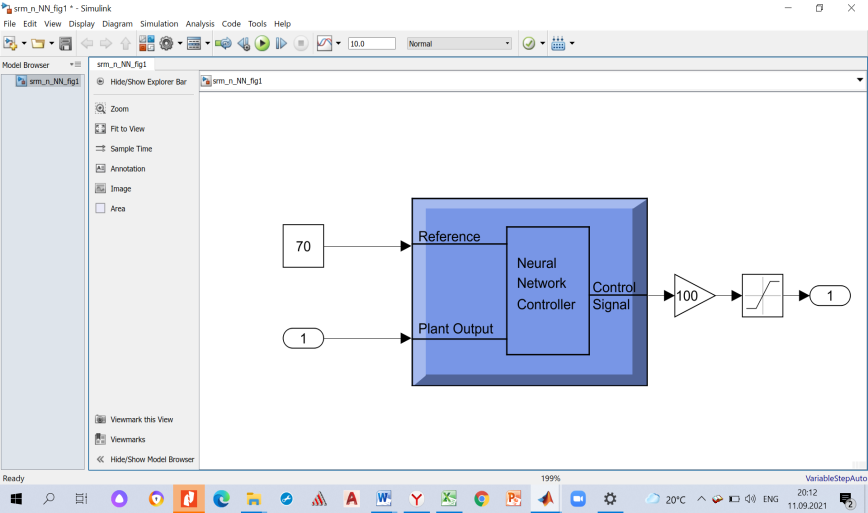 srm_n_NN_fig1 * - Simulink
File Edit View Display Diagram Simulation Analysis Code Tools Help
10.0 Normal
Model Browser srm_n_NN_fig1
srm_n_NN_fig1 Hide/Show Explorer Bar srm_n_NN_fig1
Zoom
Fit to View
Sample Time
Annotation
Image
Area
Reference
70
Neural
Network
Controller
Control
Signal
100
1
Plant Output
1
Viewmark this View
Viewmarks
Hide/Show Model Browser
Ready 199% VariableStepAuto
20°C ENG 20:12
11.09.2021